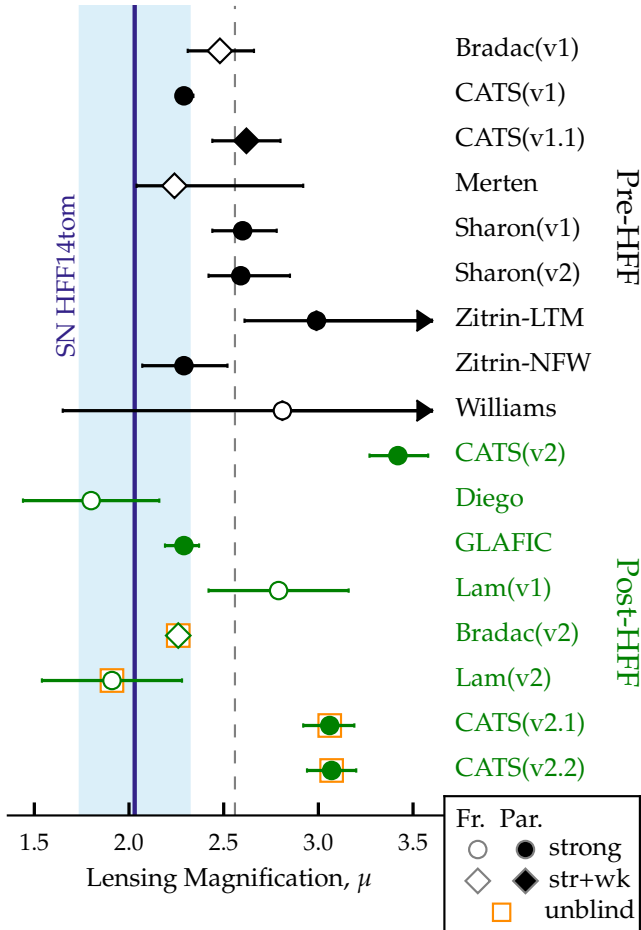 Bradac(v1)
CATS(v1)
CATS(v1.1)
Merten
Sharon(v1)
Sharon(v2)
Zitrin-LTM
Zitrin-NFW
Williams
CATS(v2)
Diego
GLAFIC
Lam(v1)
Bradac(v2)
Lam(v2)
CATS(v2.1)
CATS(v2.2)
Pre-HFF
Post-HFF
SN HFF14tom
1.5 2.0 2.5 3.0 3.5
Lensing Magnification, μ
Fr. Par.
strong
str+wk
unblind